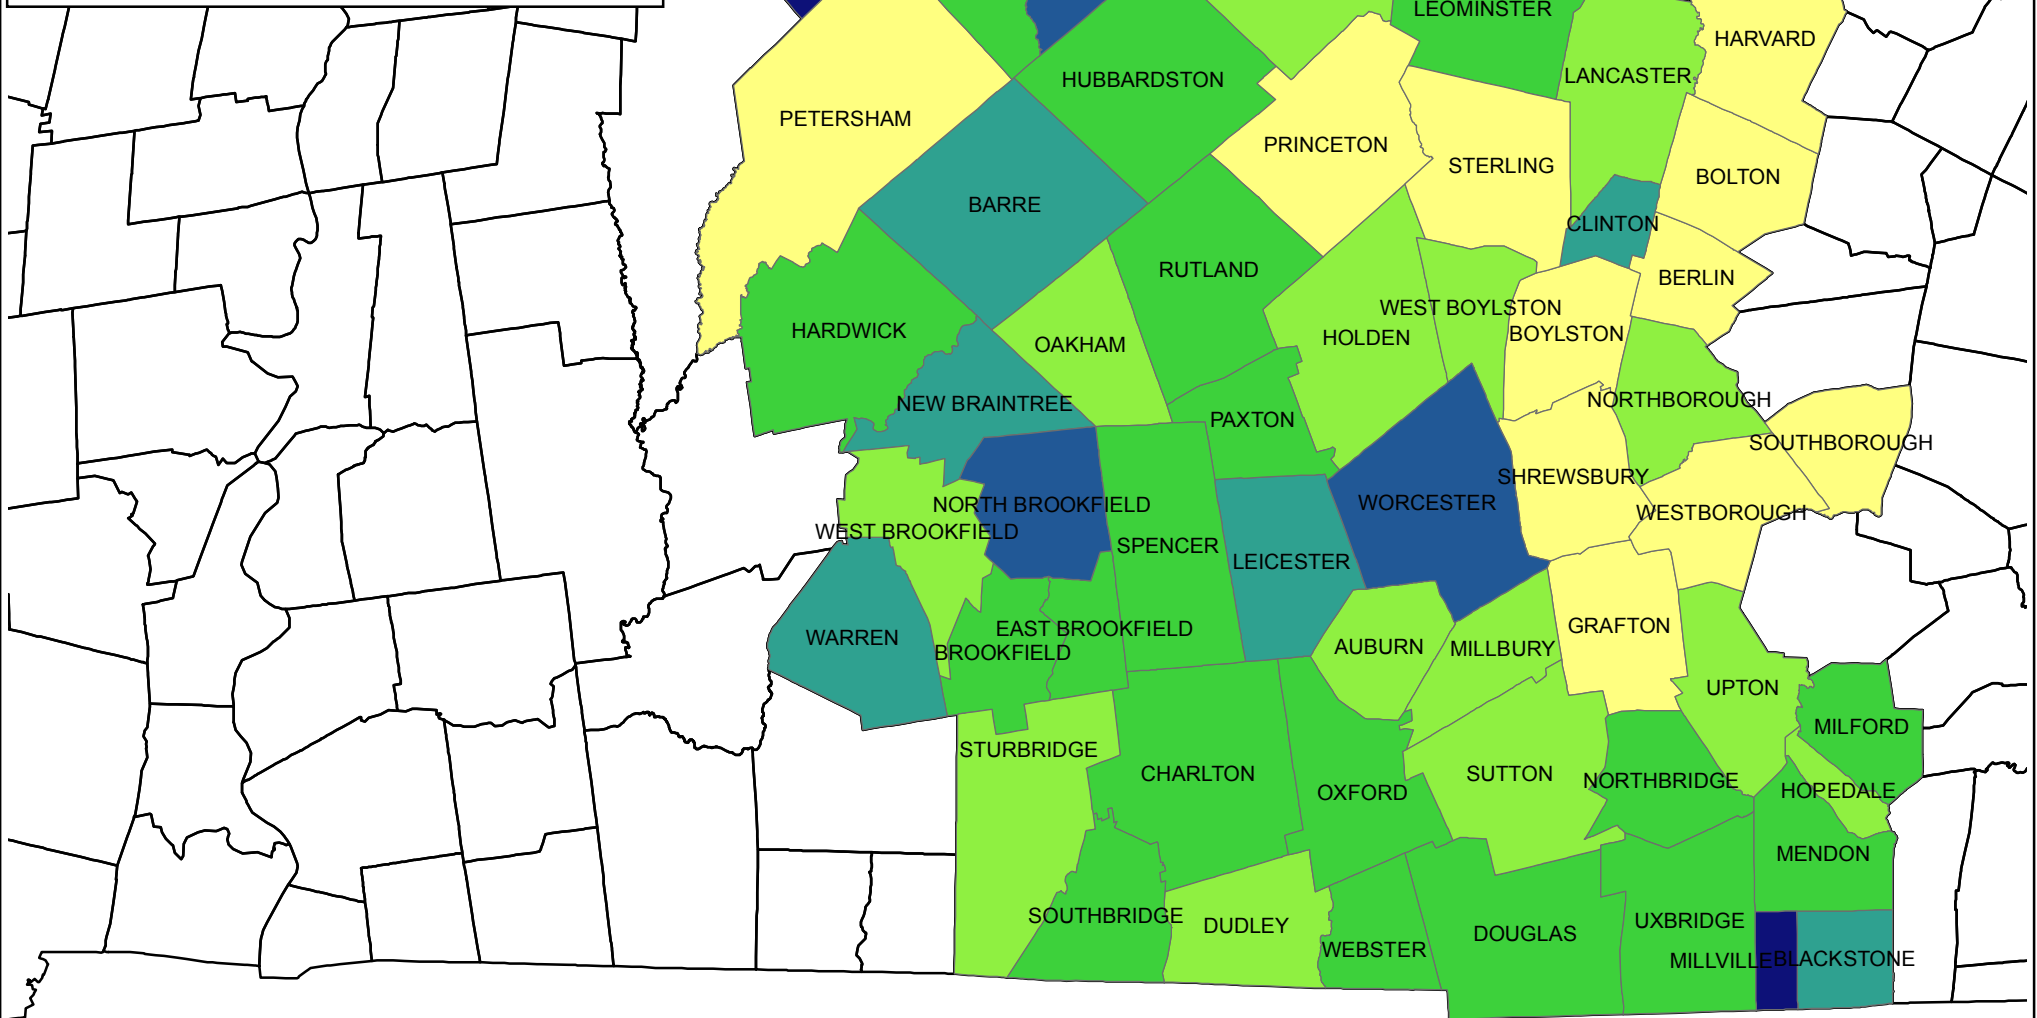 LEOMINSTER
HARVARD
HUBBARDSTON
LANCASTER
PETERSHAM
PRINCETON
STERLING
BOLTON
BARRE
CLINTON
RUTLAND
BERLIN
WEST BOYLSTON
HARDWICK
BOYLSTON
HOLDEN
OAKHAM
NEW BRAINTREE
NORTHBOROUGH
PAXTON
SOUTHBOROUGH
SHREWSBURY
WORCESTER
NORTH BROOKFIELD
WESTBOROUGH
WEST BROOKFIELD
SPENCER
LEICESTER
GRAFTON
EAST BROOKFIELD
WARREN
AUBURN
MILLBURY
BROOKFIELD
UPTON
MILFORD
STURBRIDGE
CHARLTON
SUTTON
NORTHBRIDGE
HOPEDALE
OXFORD
MENDON
SOUTHBRIDGE
UXBRIDGE
DUDLEY
DOUGLAS
WEBSTER
BLACKSTONE
MILLVILLE